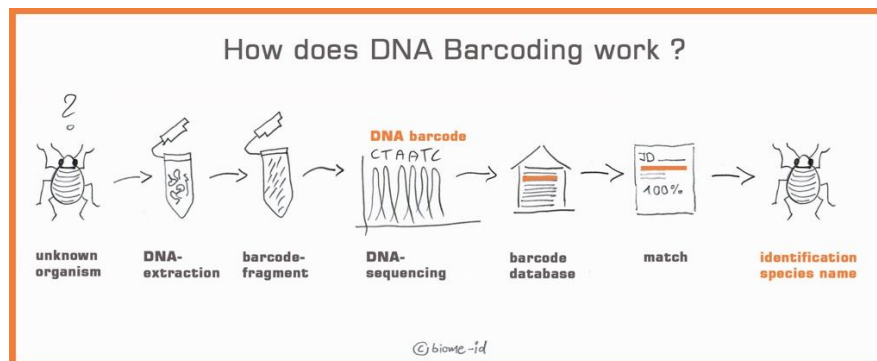 How does DNA Barcoding work ?
?
DNA barcode
CTAATC
ID
100%
unknown
organism
DNA-
extraction
barcode-
fragment
DNA-
sequencing
barcode
database
match
identification
species name
©biome-id